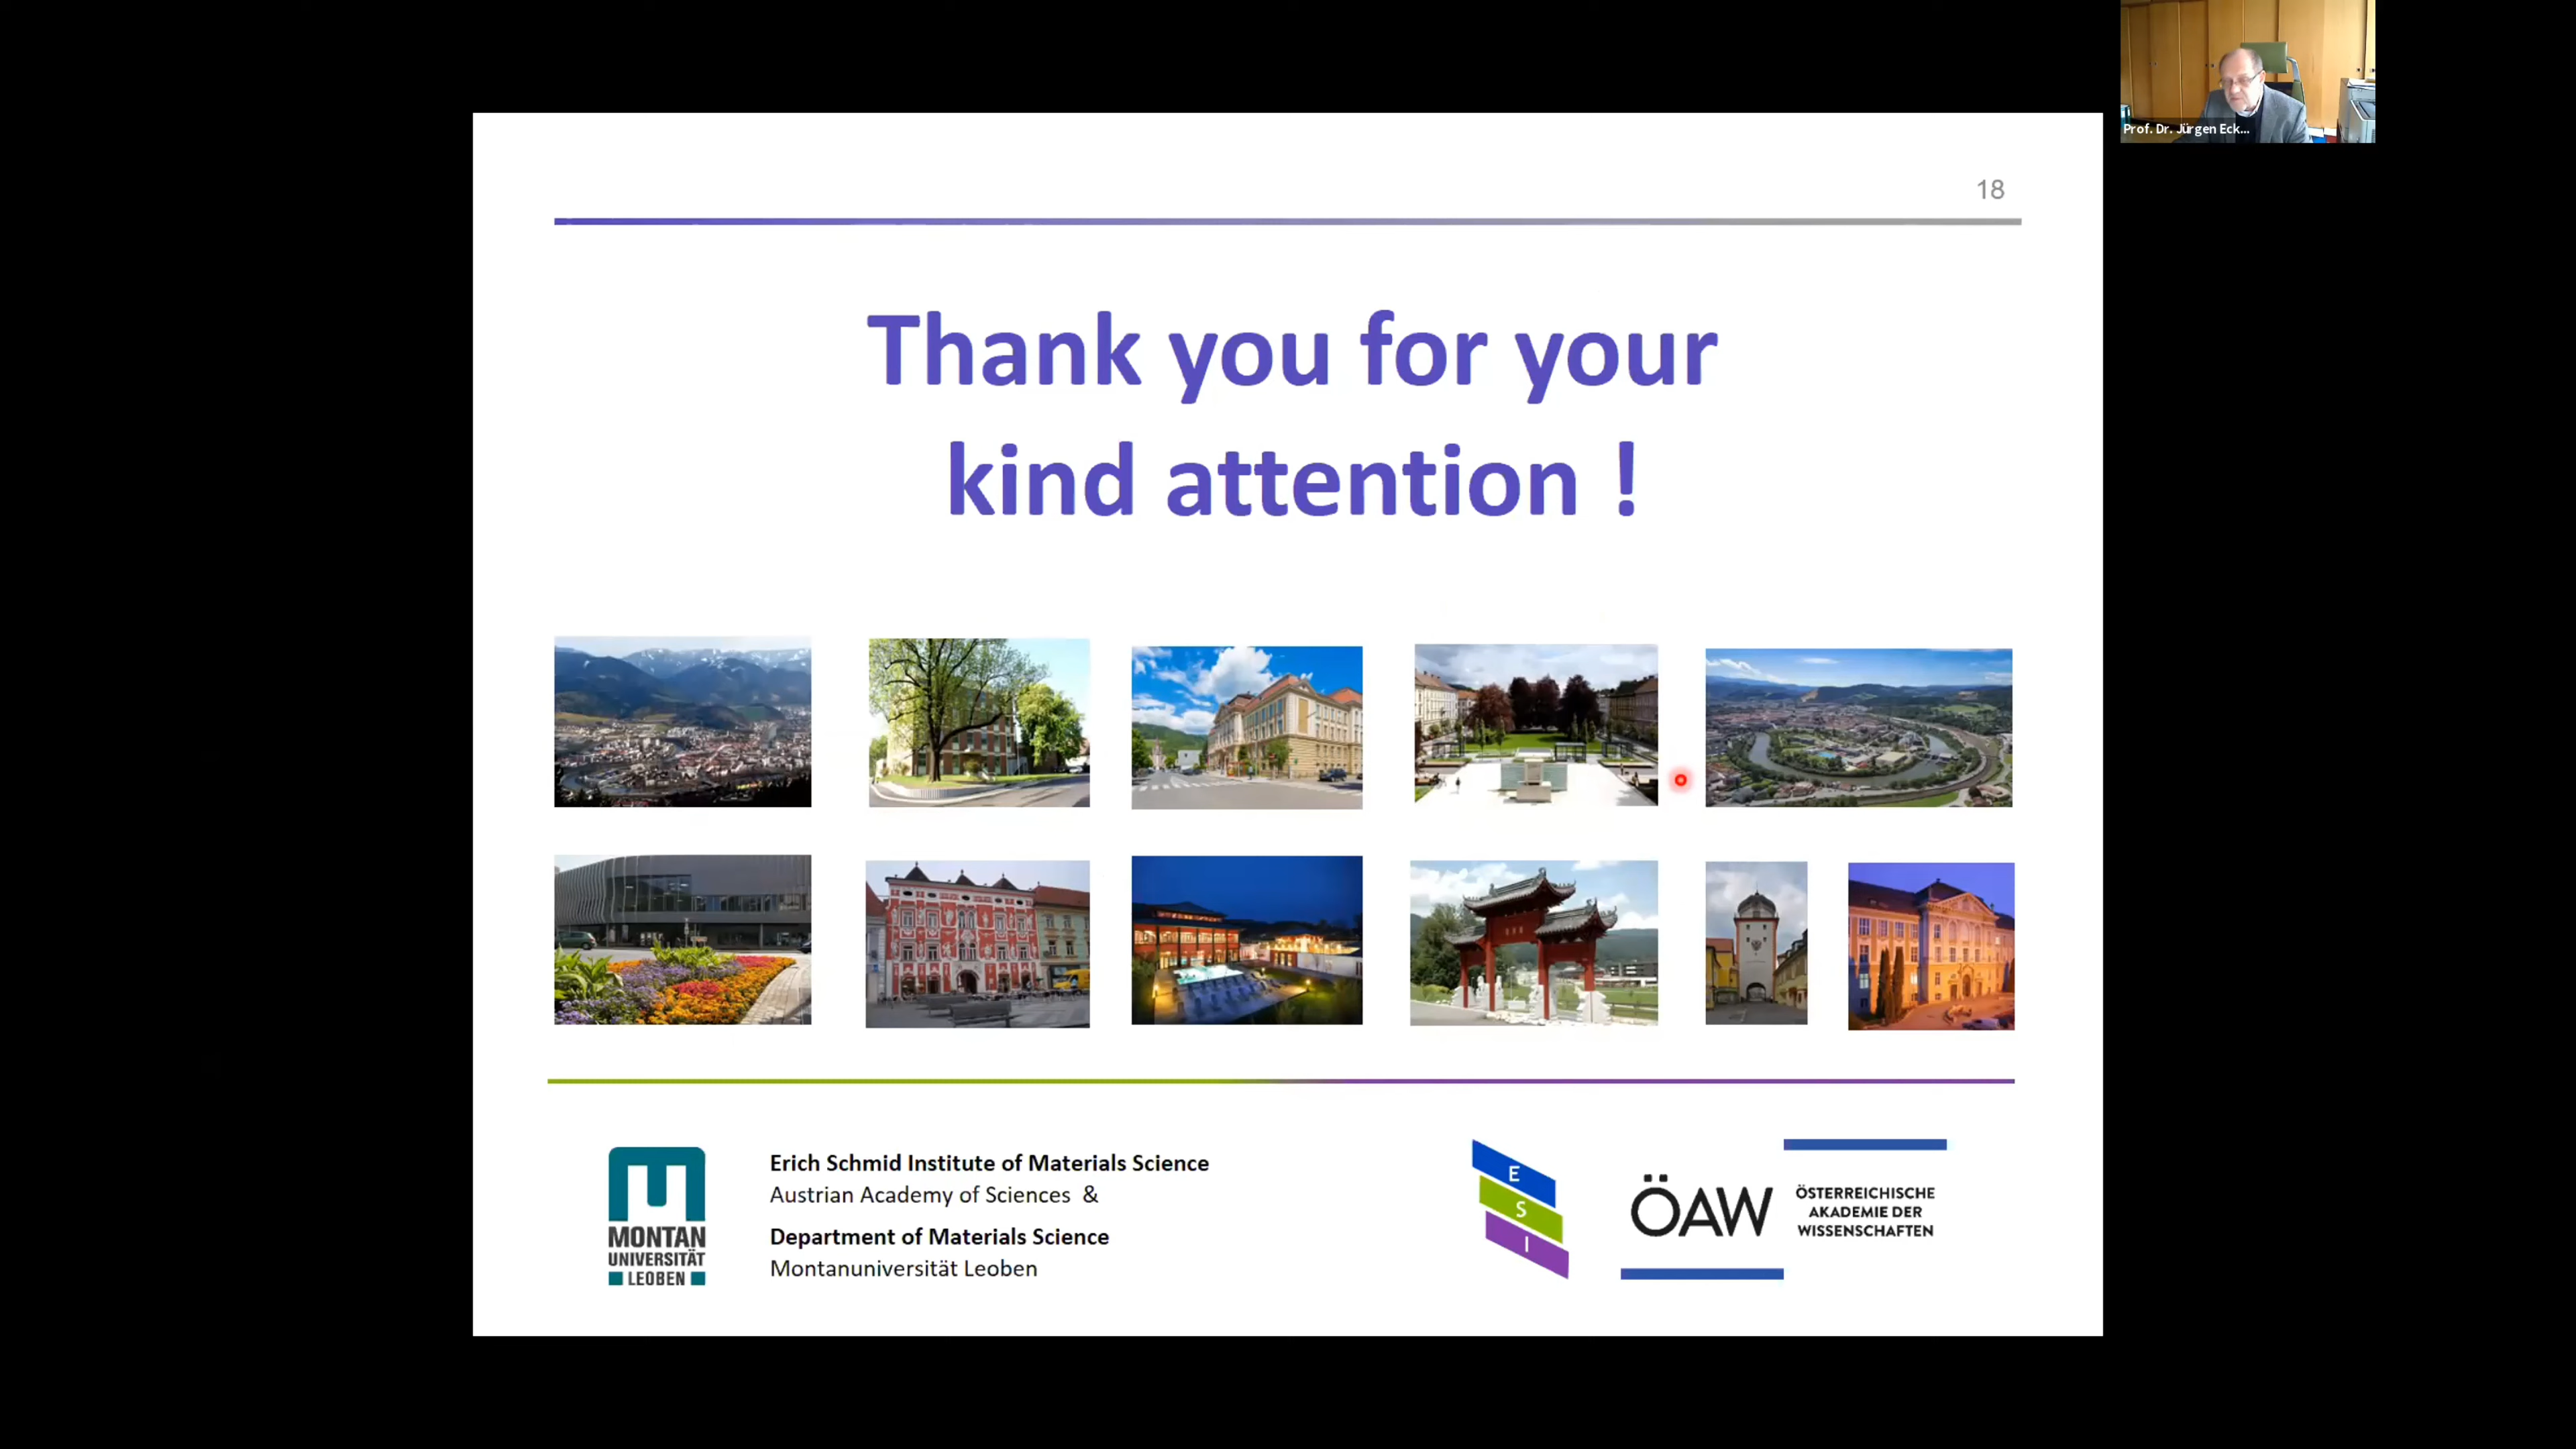 Prof. Dr. Jürgen Eck...
18
Thank you for your
kind attention !
MONTAN
UNIVERSITÄT
LEOBEN
Erich Schmid Institute of Materials Science
Austrian Academy of Sciences &
Department of Materials Science
Montanuniversität Leoben
E
S
I
ÖAW
ÖSTERREICHISCHE
AKADEMIE DER
WISSENSCHAFTEN